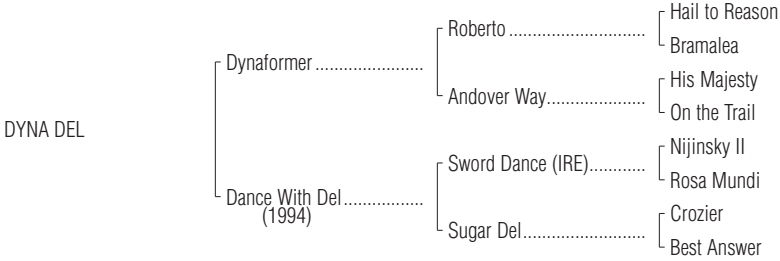 Hail to Reason
Roberto ..............................
Bramalea
Dynaformer ........................
His Majesty
Andover Way......................
On the Trail
DYNA DEL
Nijinsky II
Sword Dance (IRE)............
Rosa Mundi
Dance With Del..................
(1994)
Crozier
Sugar Del...........................
Best Answer